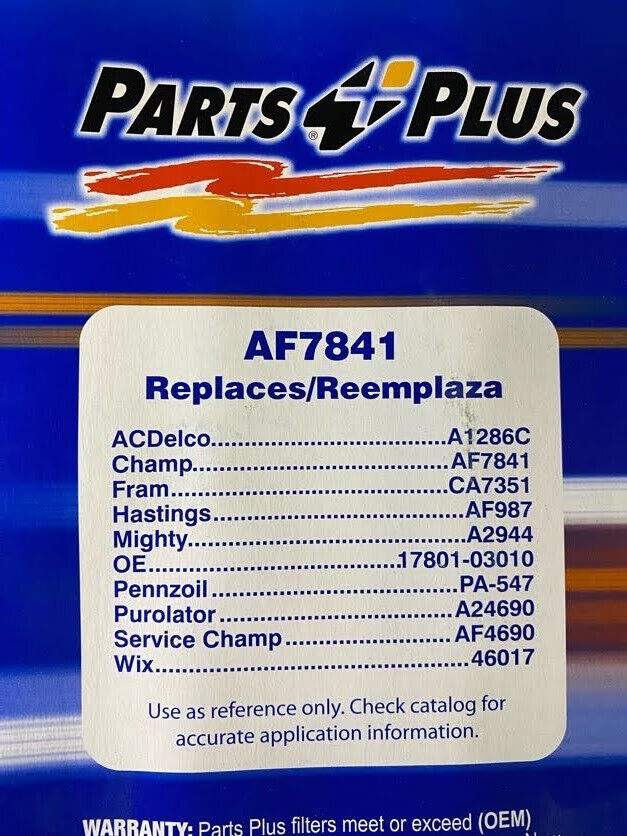 PARTS PLUS
®
AF7841
Replaces/Reemplaza
ACDelco..............................A1286C
Champ.................................AF7841
Fram....................................CA7351
Hastings.................................AF987
Mighty....................................A2944
OE................................17801-03010
Pennzoil................................PA-547
Purolator...............................A24690
Service Champ.....................AF4690
Wix........................................46017
Use as reference only. Check catalog for
accurate application information.
WARRANTY: Parts Plus filters meet or exceed (OEM)